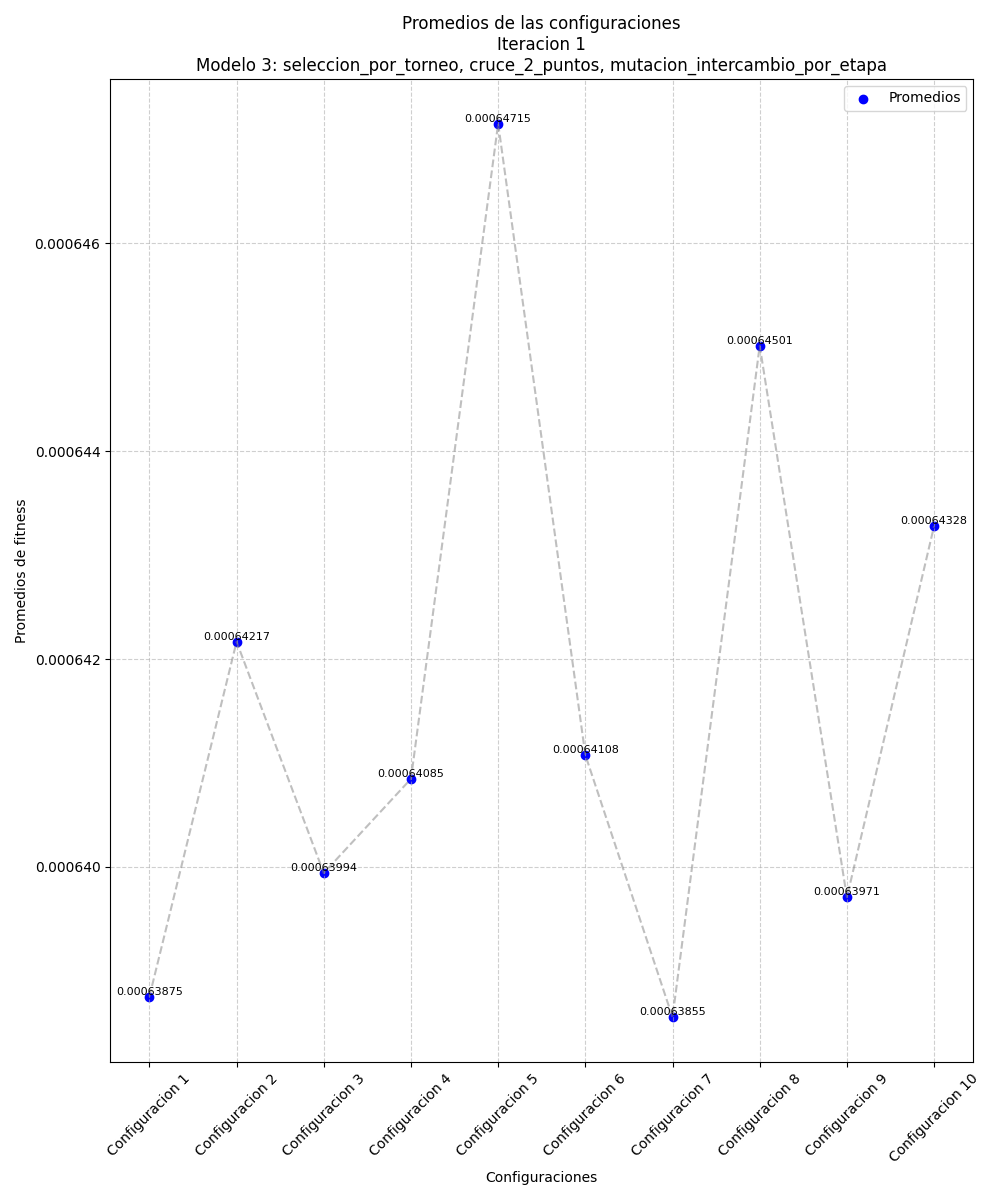 Promedios de las configuraciones
Iteracion 1
Modelo 3: seleccion_por_torneo, cruce_2_puntos, mutacion_intercambio_por_etapa
Promedios
0.00064715
0.00064501
0.00064328
0.00064217
0.00064108
0.00064085
0.00063994
0.00063971
0.00063875
0.00063855
0.000646
0.000644
0.000642
0.000640
Promedios de fitness
Configuracion 1
Configuracion 2
Configuracion 3
Configuracion 4
Configuracion 5
Configuracion 6
Configuracion 7
Configuracion 8
Configuracion 9
Configuracion 10
Configuraciones